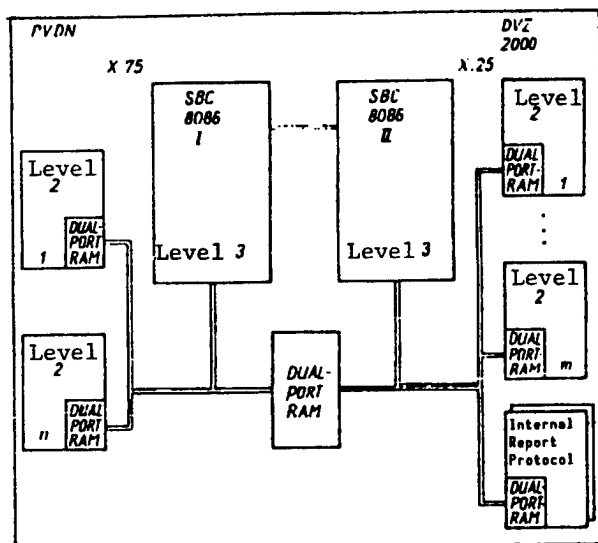 PVDN
DVZ
2000
X 75
X.25
SBC
8086
I
Level 3
SBC
8086
II
Level 3
Level
2
1
DUAL-
PORT
RAM
Level
2
n
DUAL
PORT
RAM
DUAL-
PORT
RAM
Level
2
DUAL
PORT-
RAM
1
Level
2
DUAL
PORT
RAM
m
Internal
Report
Protocol
DUAL-
PORT
RAM